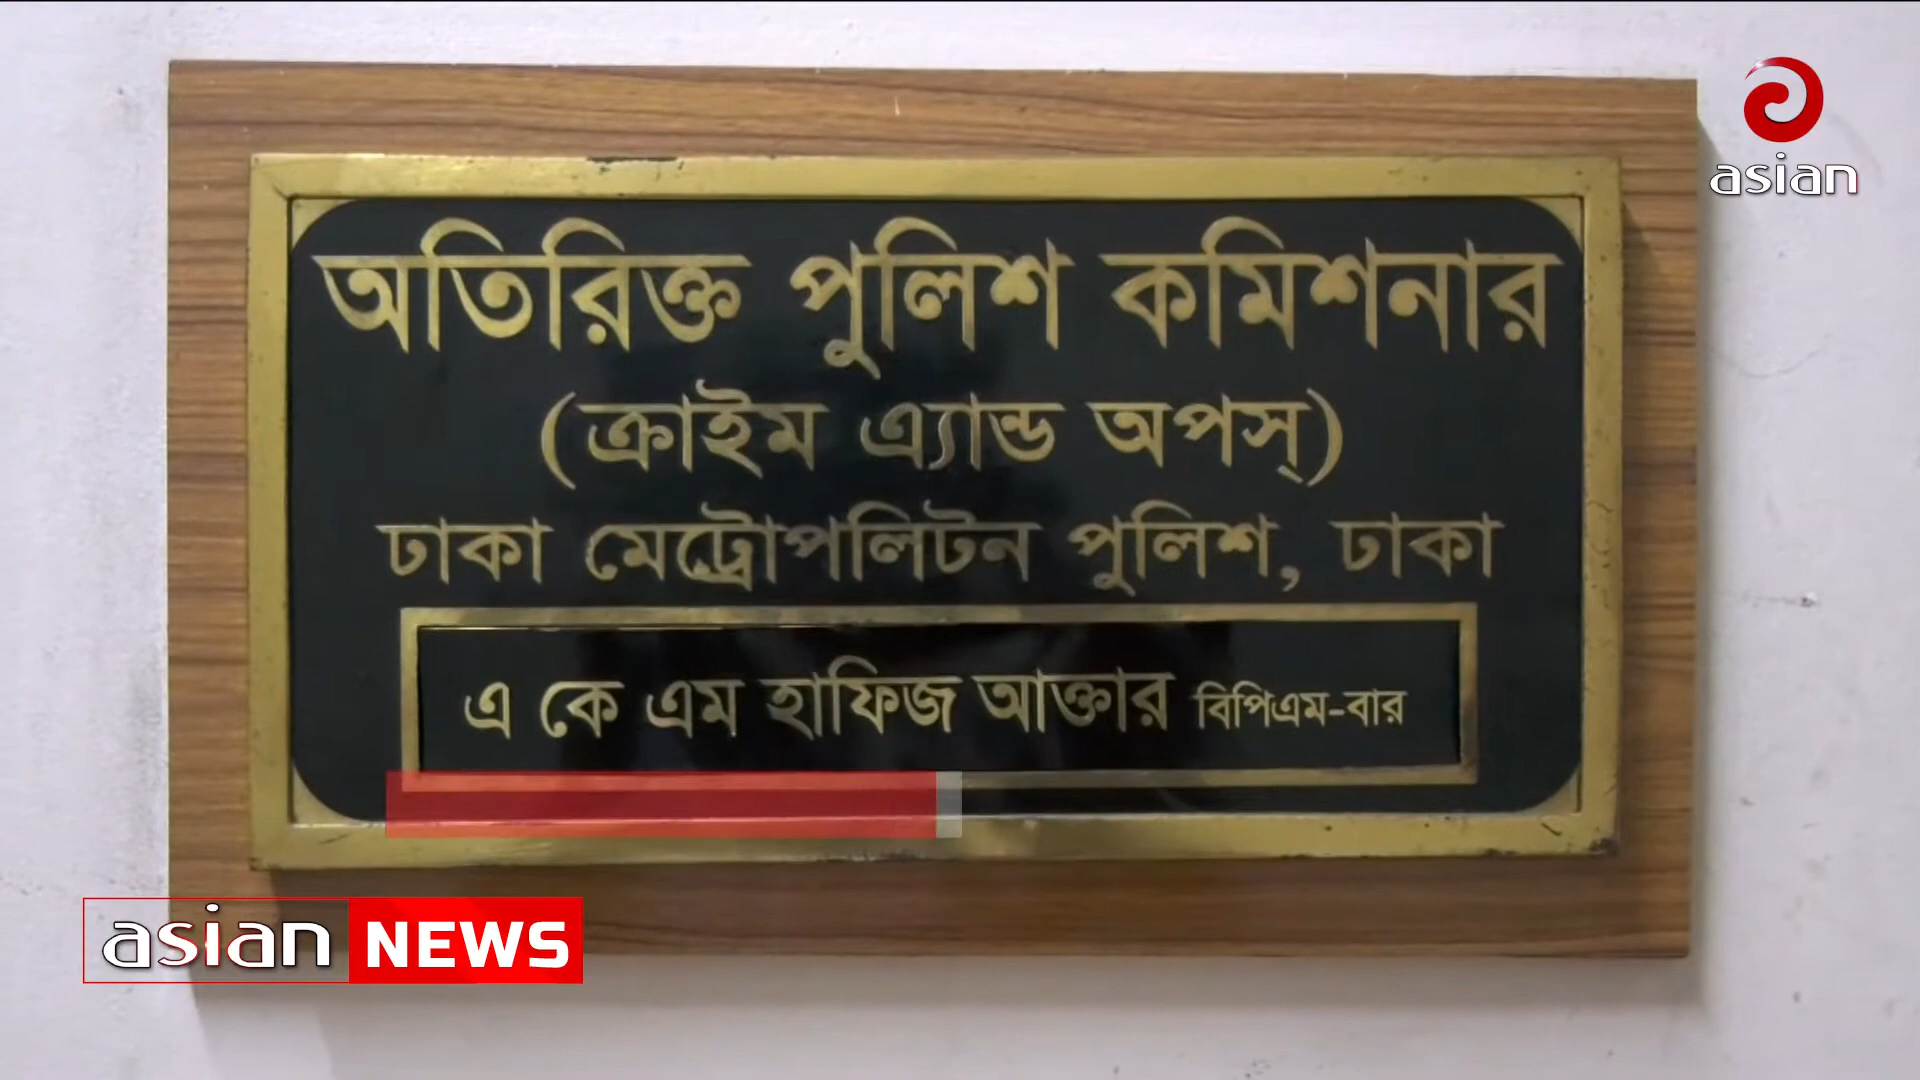 asian
অতিরিক্ত পুলিশ কমিশনার
(ক্রাইম এ্যান্ড অপস্)
ঢাকা মেট্রোপলিটন পুলিশ, ঢাকা
এ কে এম হাফিজ আক্তার বিপিএম-বার
asian NEWS